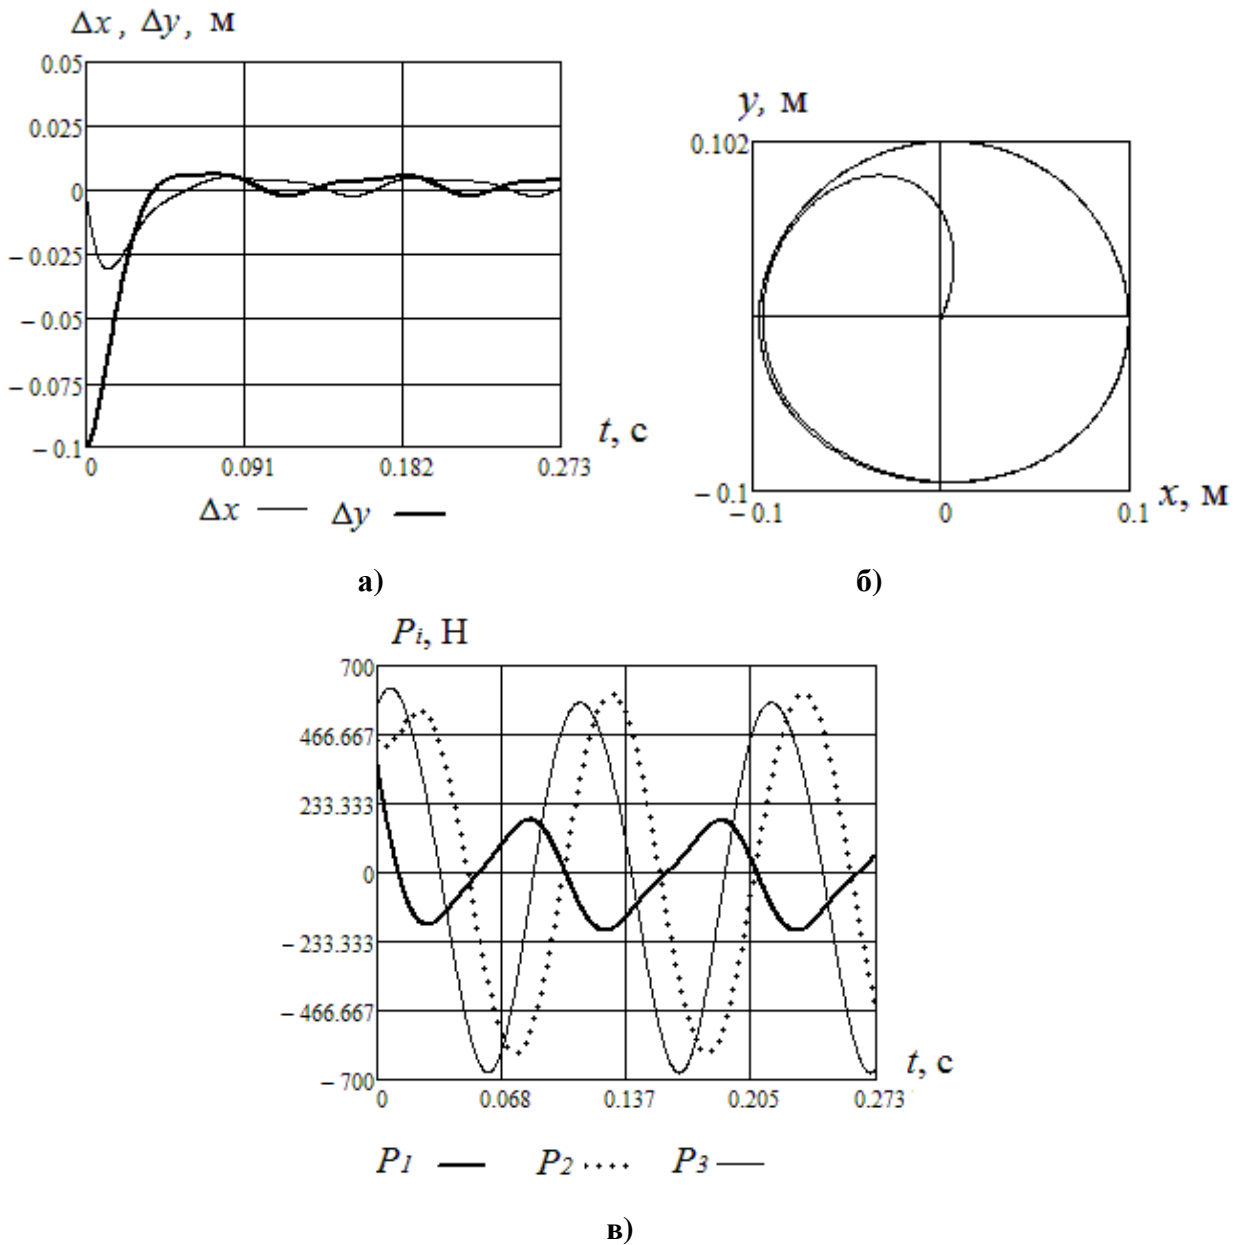 Δx, Δy, м
0.05
0.025
0
– 0.025
– 0.05
– 0.075
– 0.1
0 0.091 0.182 0.273
t, с
Δx Δy
а)
y, м
0.102
– 0.1
– 0.1 0 0.1
x, м
б)
Pi, Н
700
466.667
233.333
0
– 233.333
– 466.667
– 700
0 0.068 0.137 0.205 0.273
t, с
P1 P2 P3
в)